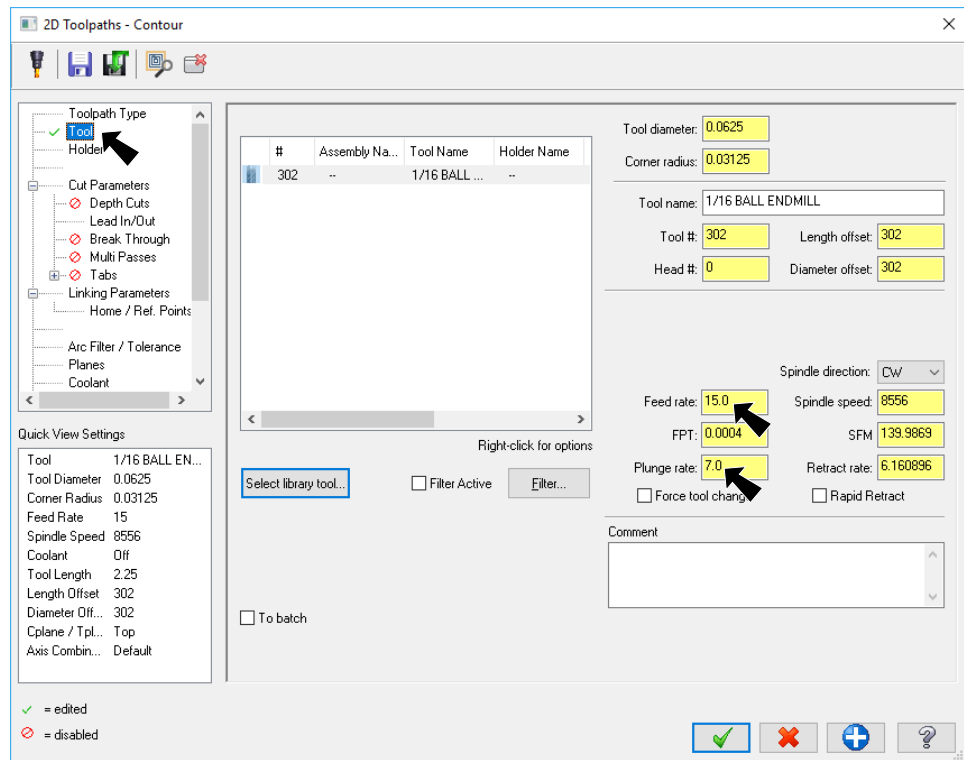 2D Toolpaths - Contour
Toolpath Type
Tool
Holder
Cut Parameters
Depth Cuts
Lead In/Out
Break Through
Multi Passes
Tabs
Linking Parameters
Home / Ref. Points
Arc Filter / Tolerance
Planes
Coolant
Quick View Settings
Tool 1/16 BALL EN...
Tool Diameter 0.0625
Corner Radius 0.03125
Feed Rate 15
Spindle Speed 8556
Coolant Off
Tool Length 2.25
Length Offset 302
Diameter Off... 302
Cplane / Tpl... Top
Axis Combin... Default
= edited
= disabled
# Assembly Na... Tool Name Holder Name
302 -- 1/16 BALL ... --
Right-click for options
Select library tool... Filter Active Filter...
To batch
Tool diameter: 0.0625
Corner radius: 0.03125
Tool name: 1/16 BALL ENDMILL
Tool #: 302 Length offset: 302
Head #: 0 Diameter offset: 302
Spindle direction: CW
Feed rate: 15.0 Spindle speed: 8556
FPT: 0.0004 SFM 139.9869
Plunge rate: 7.0 Retract rate: 6.160896
Force tool change Rapid Retract
Comment